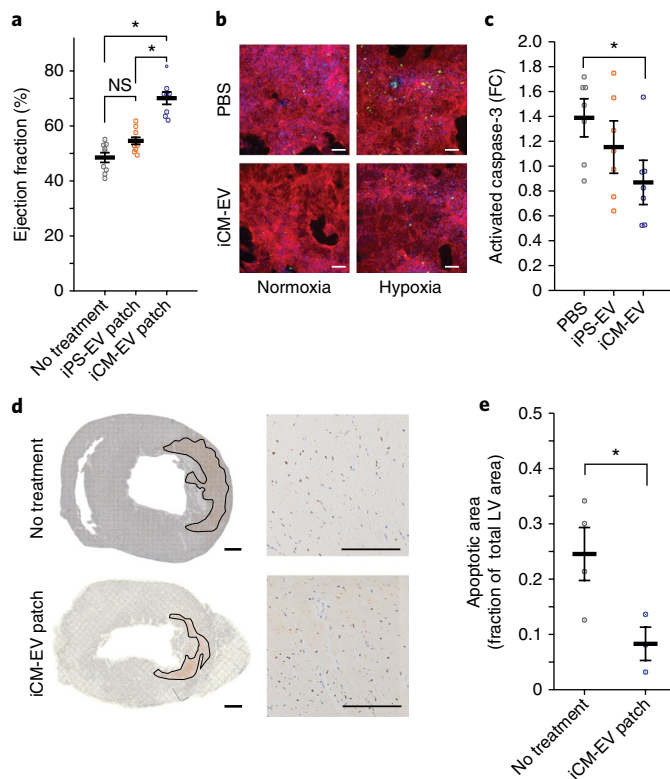 a
Ejection fraction (%)
100
80
60
40
20
0
*
*
NS
No treatment
iPS-EV patch
iCM-EV patch
b
PBS
iCM-EV
Normoxia
Hypoxia
c
Activated caspase-3 (FC)
2.0
1.8
1.6
1.4
1.2
1.0
0.8
0.6
0.4
0.2
0
*
PBS
iPS-EV
iCM-EV
d
No treatment
iCM-EV patch
e
Apoptotic area
(fraction of total LV area)
0.5
0.4
0.3
0.2
0.1
0
*
No treatment
iCM-EV patch